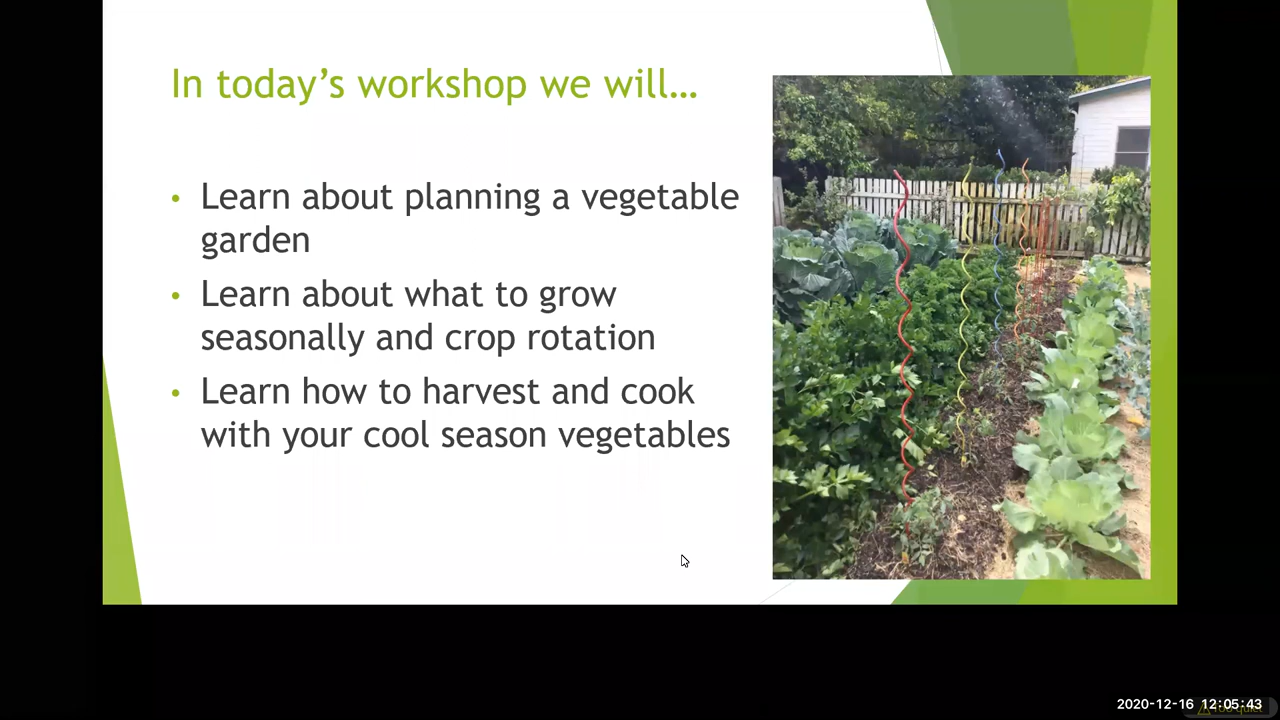 In today’s workshop we will…
• Learn about planning a vegetable
garden
• Learn about what to grow
seasonally and crop rotation
• Learn how to harvest and cook
with your cool season vegetables
2020-12-16 12:05:43